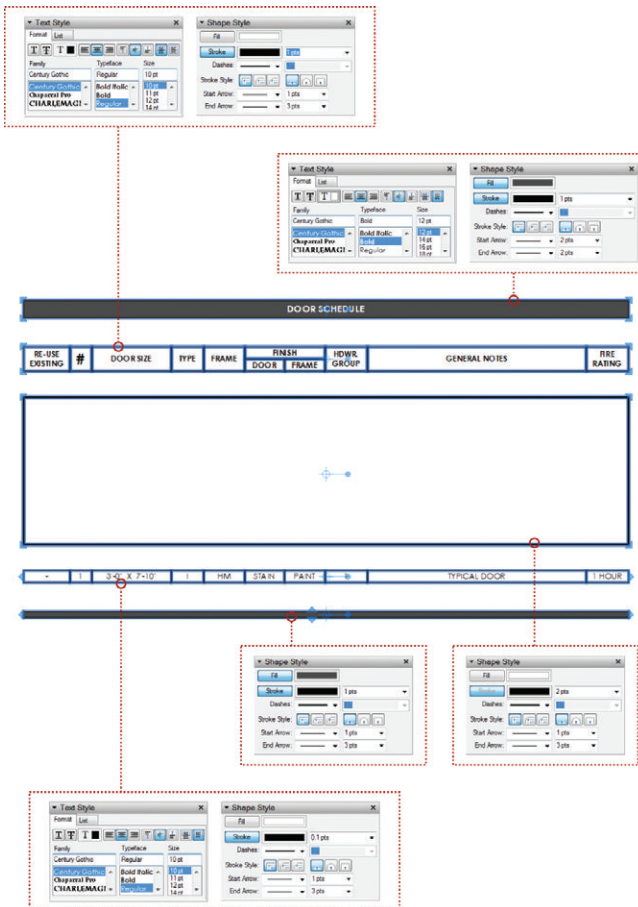 Text Style
Format List
Family Typeface Size
Century Gothic Regular 10 pt
Century Gothic Bold Italic 10 pt
Chaparral Pro Bold 11 pt
CHARLEMAGI Regular 12 pt
14 pt
Shape Style
Fill
Stroke 1 pts
Dashes:
Stroke Style:
Start Arrow: 1 pts
End Arrow: 3 pts
Text Style
Format List
Family Typeface Size
Century Gothic Bold 12 pt
Century Gothic Bold Italic 12 pt
Chaparral Pro Bold 14 pt
CHARLEMAGI Regular 16 pt
18 pt
Shape Style
Fill
Stroke 1 pts
Dashes:
Stroke Style:
Start Arrow: 2 pts
End Arrow: 2 pts
DOOR SCHEDULE
RE-USE EXISTING # DOOR SIZE TYPE FRAME FINISH DOOR FRAME HDWR. GROUP GENERAL NOTES FIRE RATING
- 1 3'-0" X 7'-10" 1 HM STAIN PAINT TYPICAL DOOR 1 HOUR
Shape Style
Fill
Stroke 1 pts
Dashes:
Stroke Style:
Start Arrow: 1 pts
End Arrow: 3 pts
Shape Style
Fill
Stroke 2 pts
Dashes:
Stroke Style:
Start Arrow: 1 pts
End Arrow: 3 pts
Text Style
Format List
Family Typeface Size
Century Gothic Regular 10 pt
Century Gothic Bold Italic 10 pt
Chaparral Pro Bold 11 pt
CHARLEMAGI Regular 12 pt
14 pt
Shape Style
Fill
Stroke 0.1 pts
Dashes:
Stroke Style:
Start Arrow: 1 pts
End Arrow: 3 pts